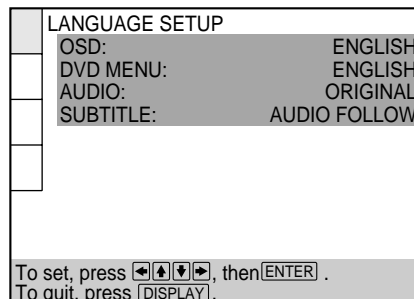 LANGUAGE SETUP
OSD: ENGLISH
DVD MENU: ENGLISH
AUDIO: ORIGINAL
SUBTITLE: AUDIO FOLLOW
To set, press ←↑↓→, then ENTER .
To quit, press DISPLAY.